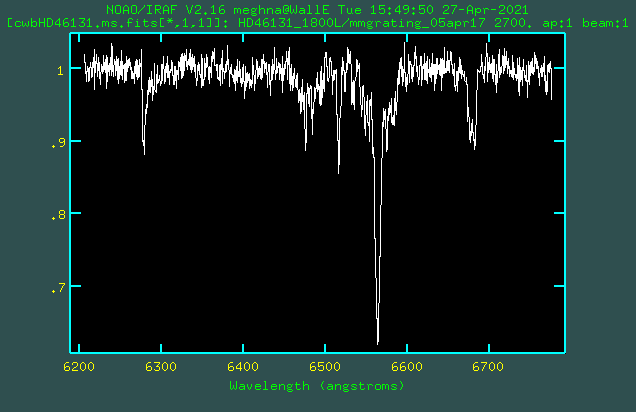 NOAO/IRAF V2.16 meghna@WallE Tue 15:49:50 27-Apr-2021
[cwbHD46131.ms.fits[*,1,1]]: HD46131_1800L/mmgrating_05apr17 2700. ap:1 beam:1
1
.9
.8
.7
6200 6300 6400 6500 6600 6700
Wavelength (angstroms)